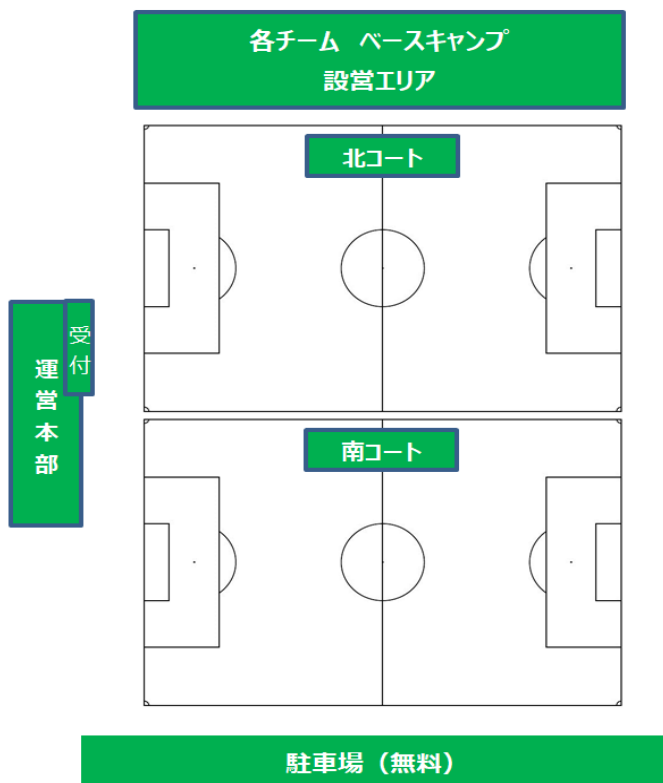 各チーム　ベースキャンプ
設営エリア
北コート
受付
運営本部
南コート
駐車場（無料）